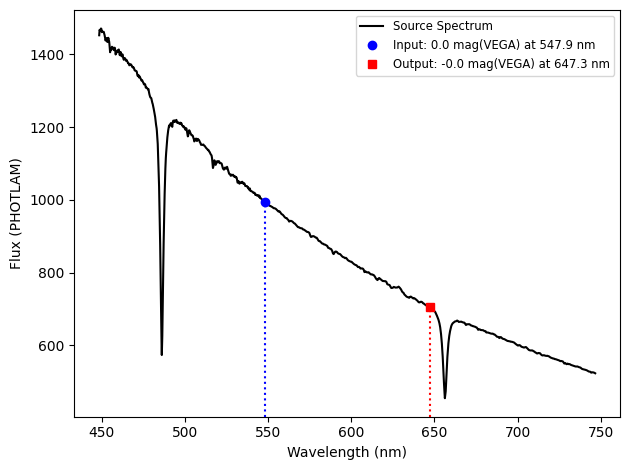 Source Spectrum
Input: 0.0 mag(VEGA) at 547.9 nm
Output: -0.0 mag(VEGA) at 647.3 nm
Flux (PHOTLAM)
1400
1200
1000
800
600
450 500 550 600 650 700 750
Wavelength (nm)